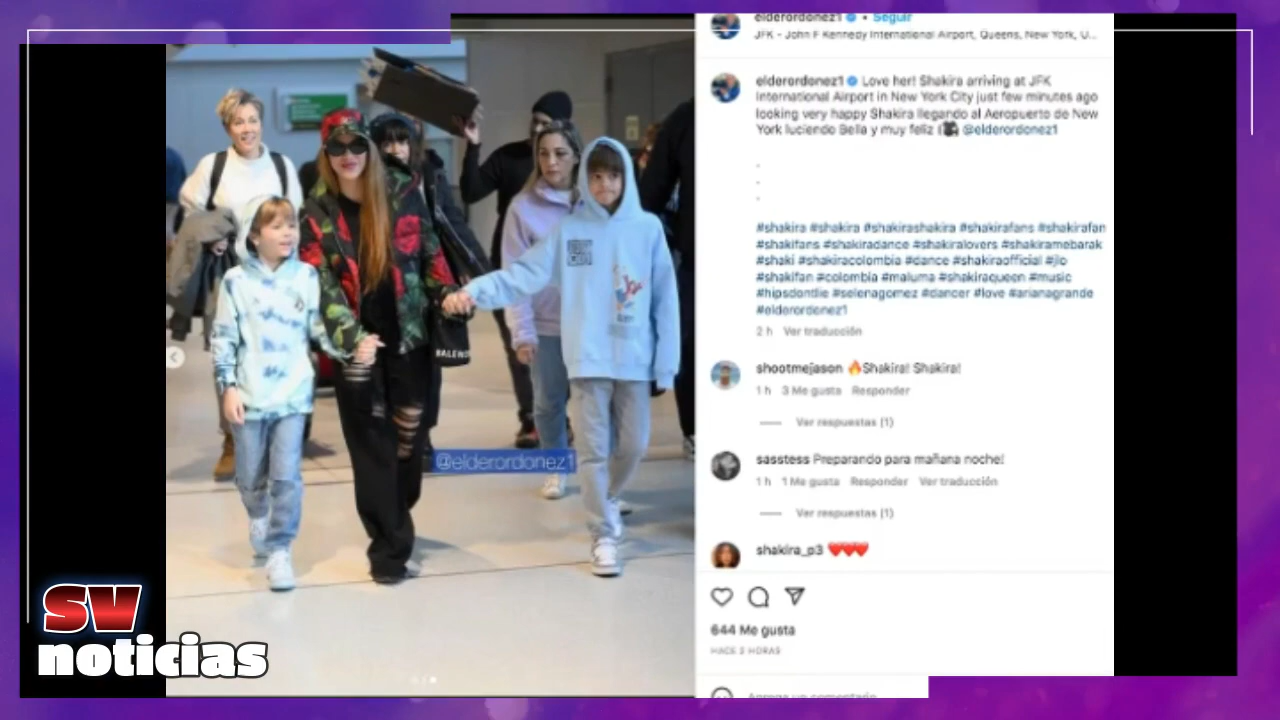 elderordonez1 • Seguir
JFK - John F Kennedy International Airport, Queens, New York, U...
elderordonez1 Love her! Shakira arriving at JFK
International Airport in New York City just few minutes ago
looking very happy Shakira llegando al Aeropuerto de New
York luciendo Bella y muy feliz @elderordonez1
.
.
.
#shakira #shakira #shakirashakira #shakirafans #shakirafan
#shakifans #shakiradance #shakiralovers #shakiramebarak
#shaki #shakiracolombia #dance #shakiraofficial #jlo
#shakifan #colombia #maluma #shakiraqueen #music
#hipsdontlie #selenagomez #dancer #love #arianagrande
#elderordonez1
2 h Ver traducción
shootmejason 🔥Shakira! Shakira!
1 h 3 Me gusta Responder
Ver respuestas (1)
sasstess Preparando para mañana noche!
1 h 1 Me gusta Responder Ver traducción
Ver respuestas (1)
shakira_p3 ❤️❤️❤️
644 Me gusta
HACE 2 HORAS
Agrega un comentario
BALENC
@elderordonez1
SV
noticias